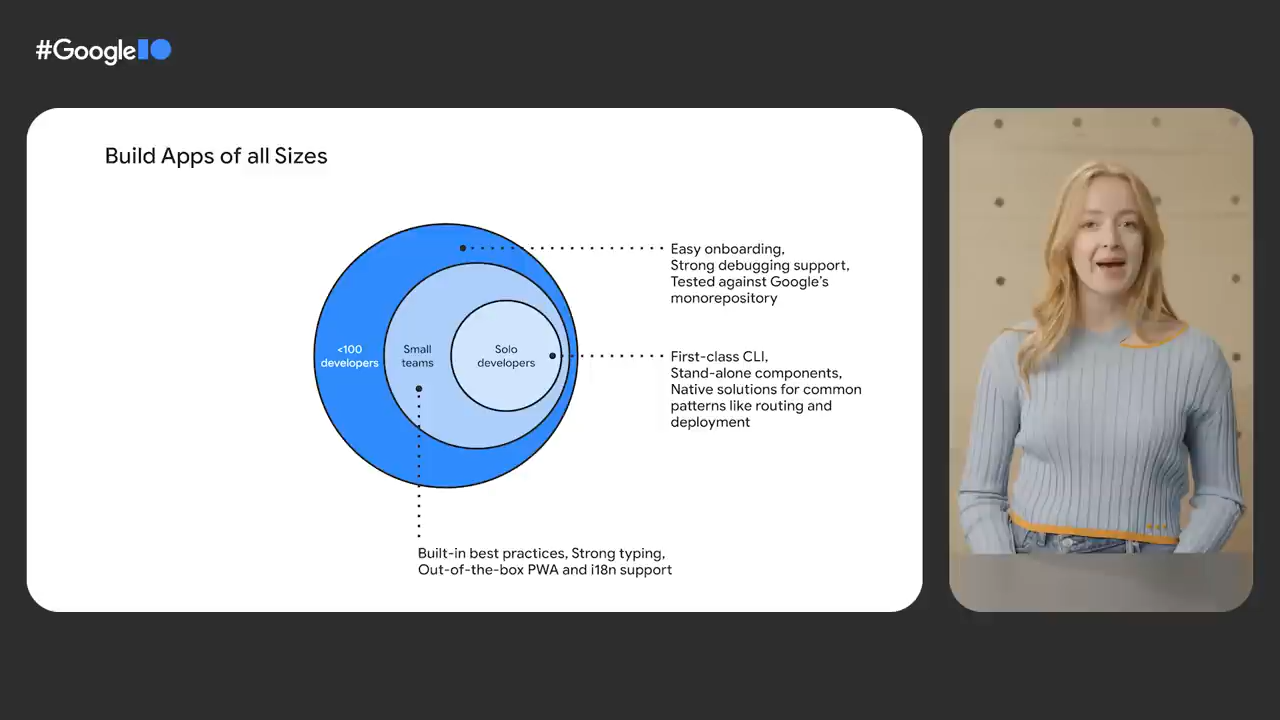 #Google IO
Build Apps of all Sizes
Easy onboarding,
Strong debugging support,
Tested against Google's
monorepository
<100
developers
Small
teams
Solo
developers
First-class CLI,
Stand-alone components,
Native solutions for common
patterns like routing and
deployment
Built-in best practices, Strong typing,
Out-of-the-box PWA and i18n support